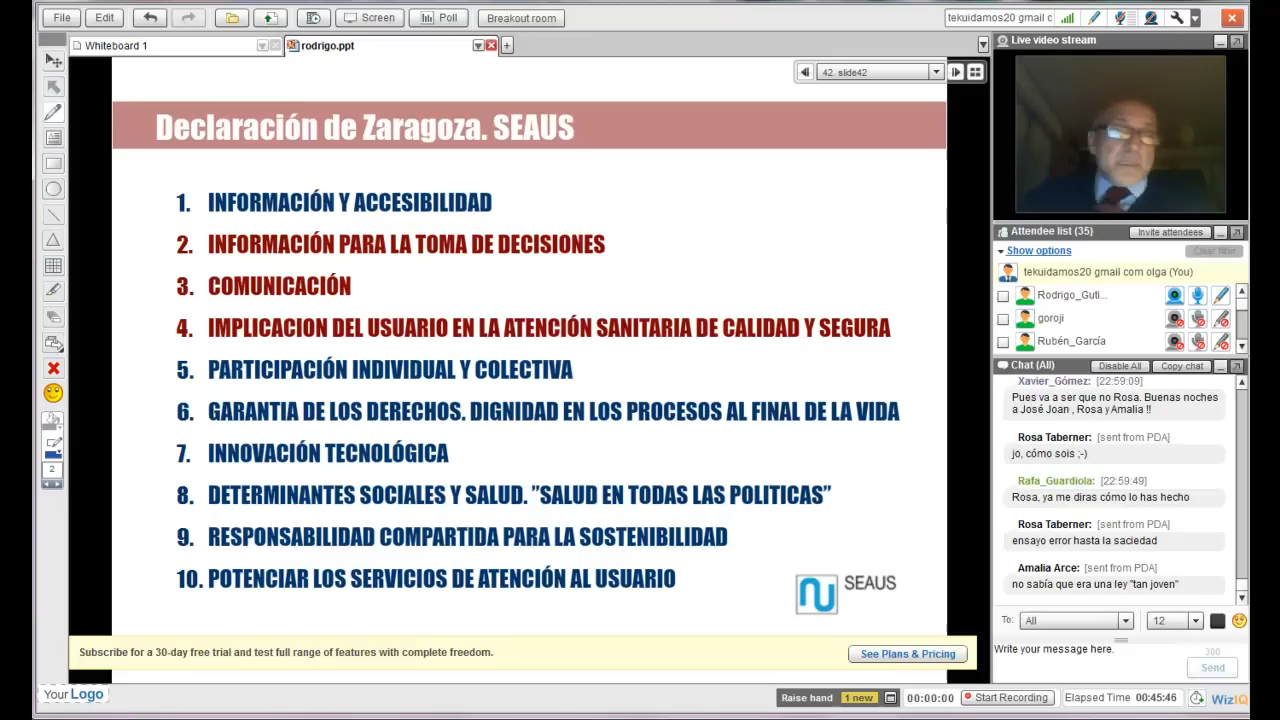 File
Edit
Screen
Poll
Breakout room
tekuidamos20 gmail c
Whiteboard 1
rodrigo.ppt
42. slide42
Declaración de Zaragoza. SEAUS
1. INFORMACIÓN Y ACCESIBILIDAD
2. INFORMACIÓN PARA LA TOMA DE DECISIONES
3. COMUNICACIÓN
4. IMPLICACION DEL USUARIO EN LA ATENCIÓN SANITARIA DE CALIDAD Y SEGURA
5. PARTICIPACIÓN INDIVIDUAL Y COLECTIVA
6. GARANTIA DE LOS DERECHOS. DIGNIDAD EN LOS PROCESOS AL FINAL DE LA VIDA
7. INNOVACIÓN TECNOLÓGICA
8. DETERMINANTES SOCIALES Y SALUD. ”SALUD EN TODAS LAS POLITICAS”
9. RESPONSABILIDAD COMPARTIDA PARA LA SOSTENIBILIDAD
10. POTENCIAR LOS SERVICIOS DE ATENCIÓN AL USUARIO
SEAUS
2
Subscribe for a 30-day free trial and test full range of features with complete freedom.
See Plans & Pricing
Your Logo
Live video stream
Attendee list (35)
Invite attendees
Show options
Clear
tekuidamos20 gmail com olga (You)
Rodrigo_Guti...
goroji
Rubén_García
Chat (All)
Disable All
Copy chat
Xavier_Gómez: [22:59:09]
Pues va a ser que no Rosa. Buenas noches
a José Joan , Rosa y Amalia !!
Rosa Taberner: [sent from PDA]
jo, cómo sois ;-)
Rafa_Guardiola: [22:59:49]
Rosa, ya me diras cómo lo has hecho
Rosa Taberner: [sent from PDA]
ensayo error hasta la saciedad
Amalia Arce: [sent from PDA]
no sabía que era una ley "tan joven"
To:
All
12
Write your message here.
300
Send
Raise hand
1 new
00:00:00
Start Recording
Elapsed Time 00:45:46
WizIQ